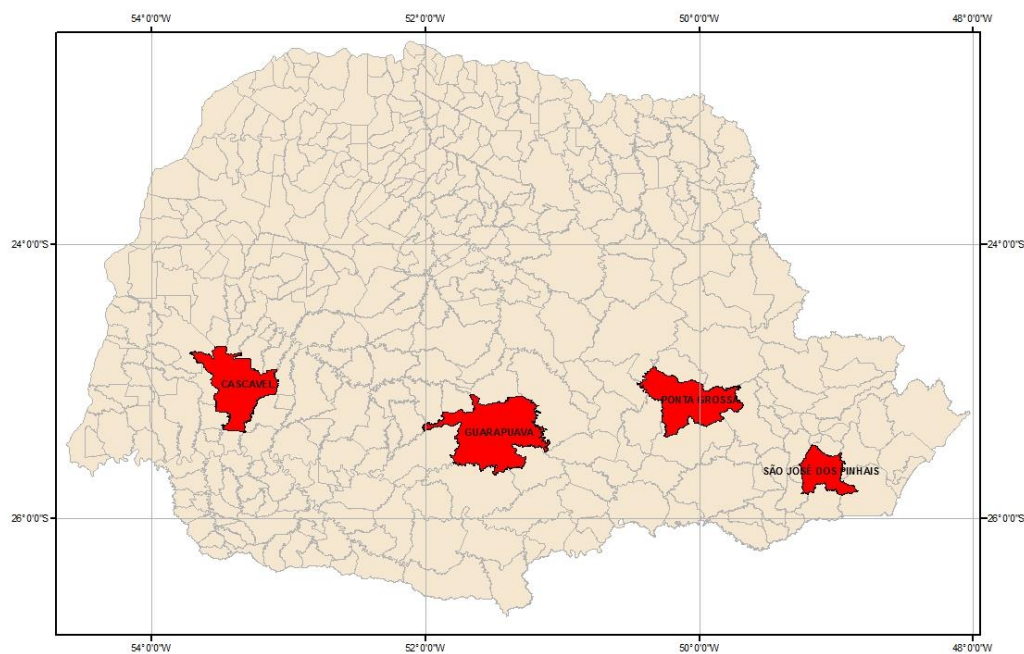 54°0'0"W 52°0'0"W 50°0'0"W 48°0'0"W
24°0'0"S 24°0'0"S
CASCAVEL
PONTA GROSSA
GUARAPUAVA
SÃO JOSÉ DOS PINHAIS
26°0'0"S 26°0'0"S
54°0'0"W 52°0'0"W 50°0'0"W 48°0'0"W